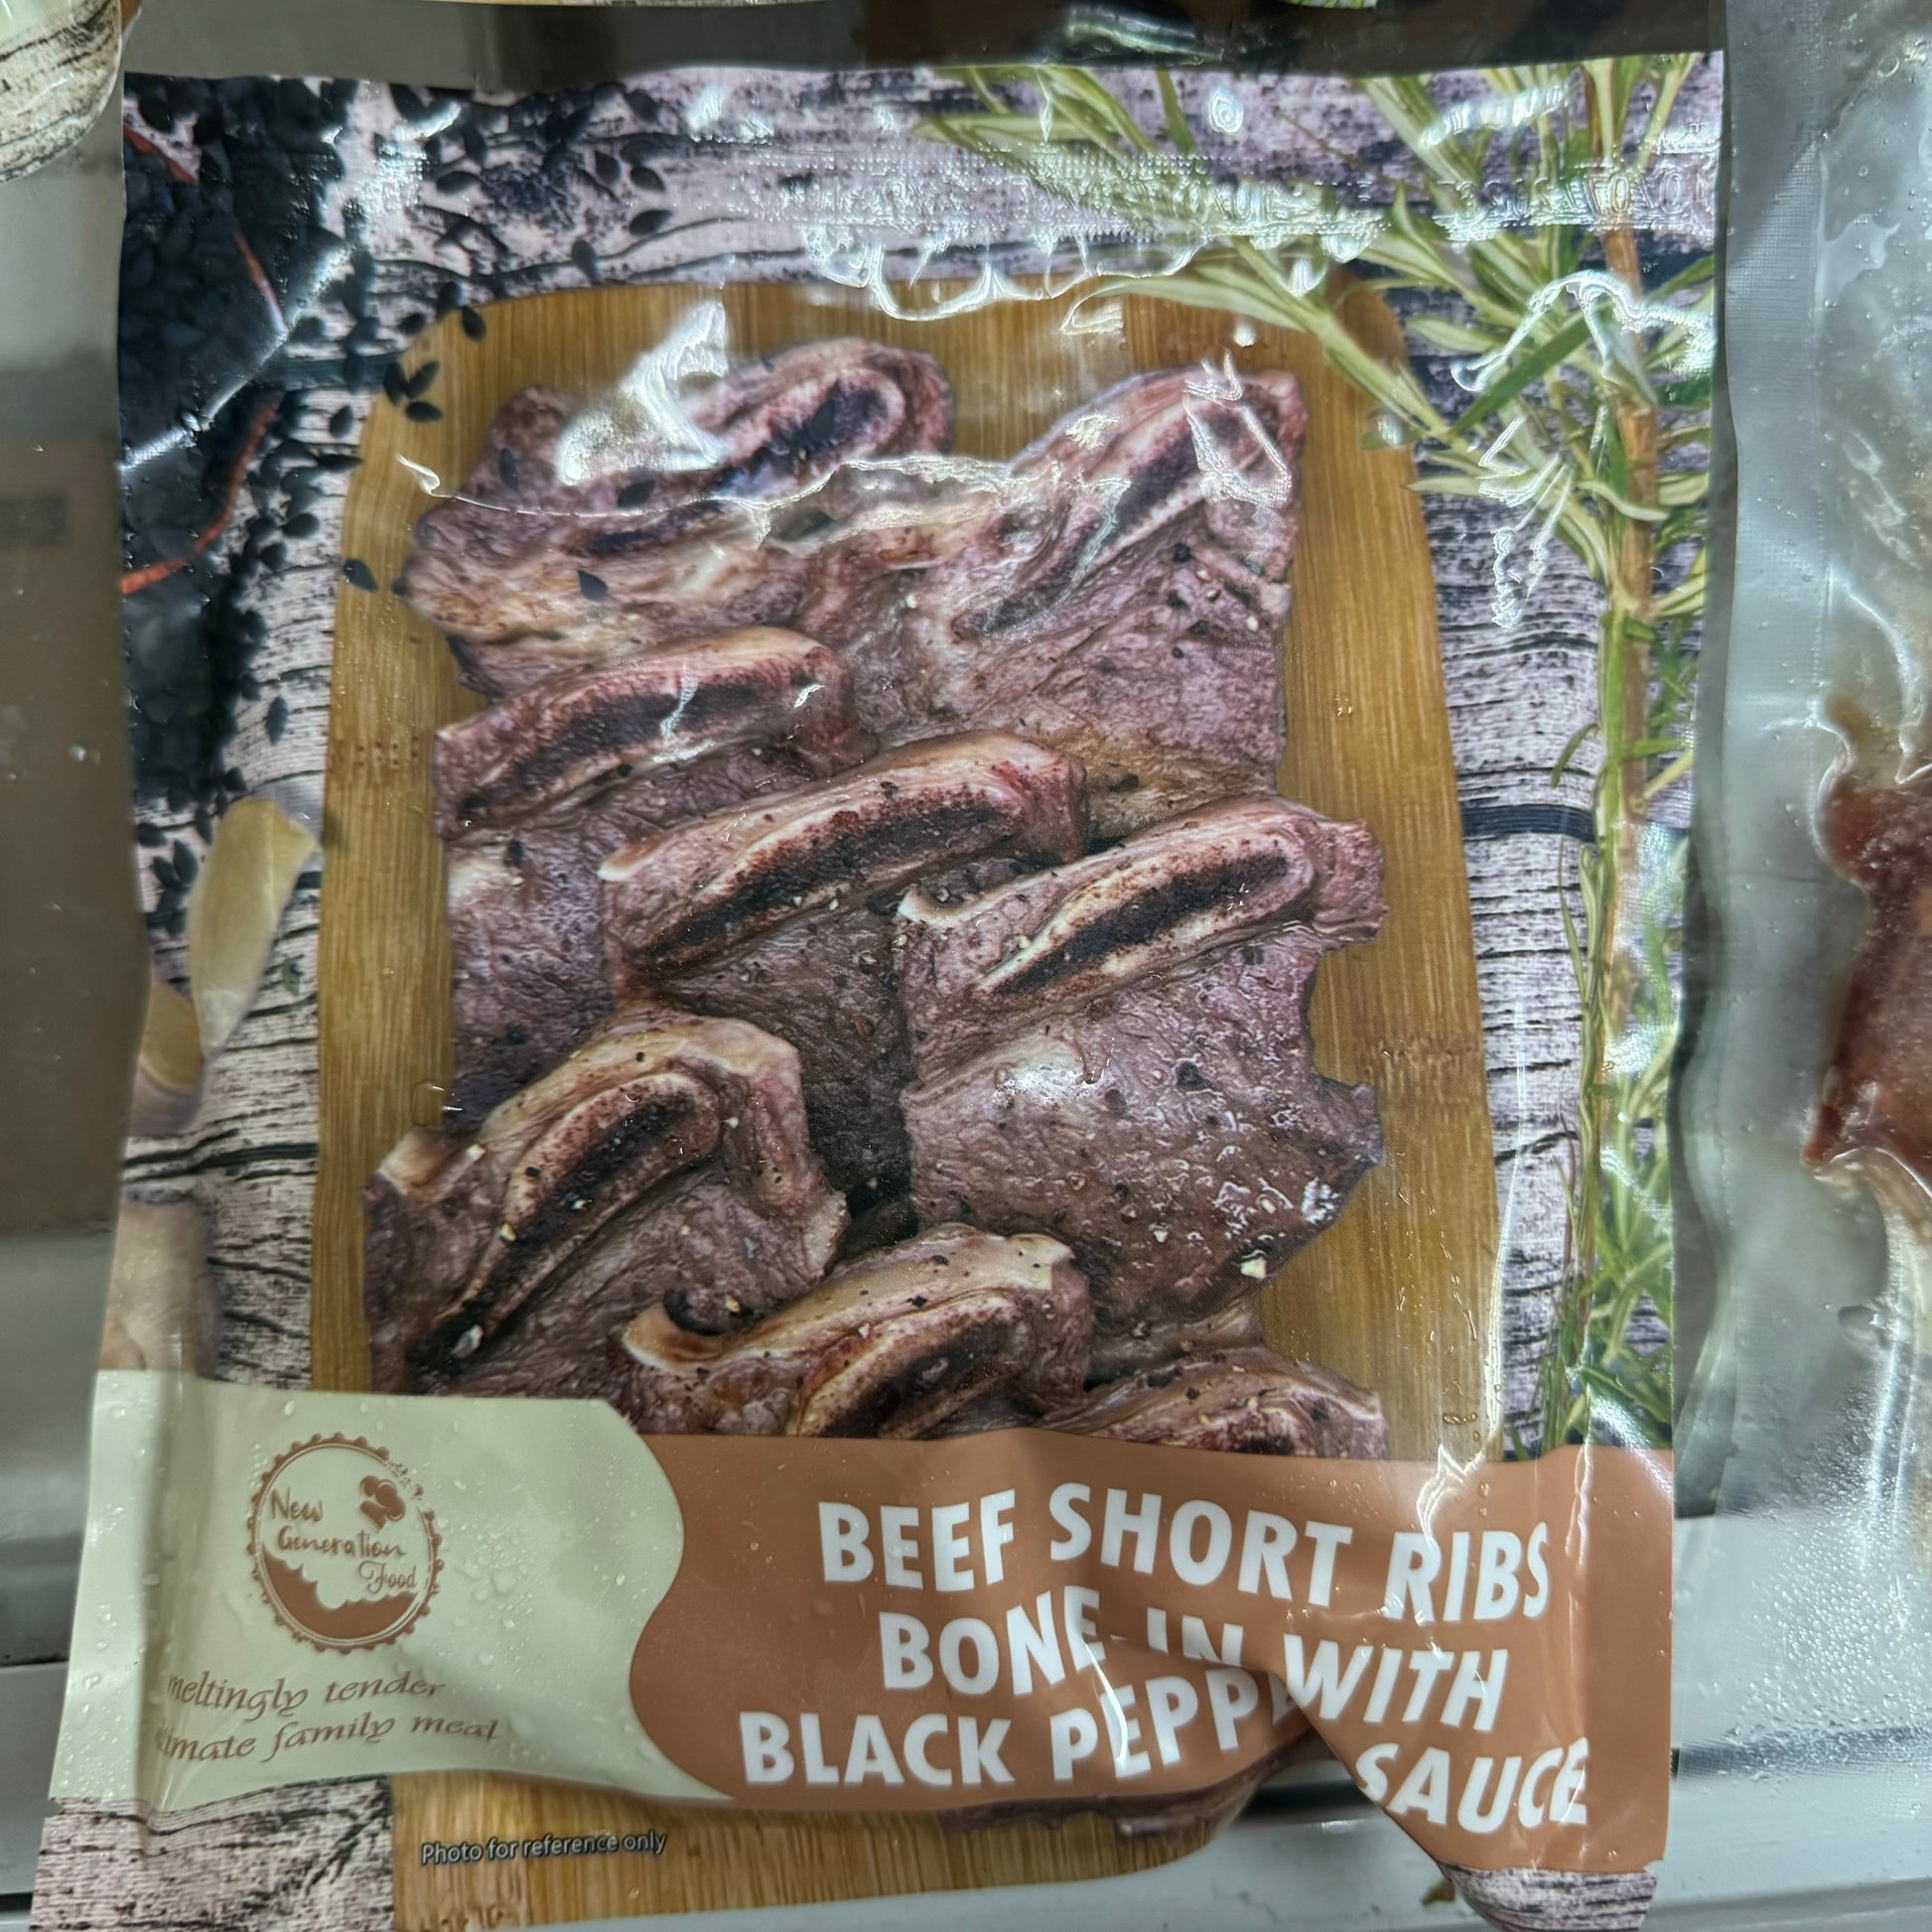 New
Generation
Food
meltingly tender
family meal
BEEF SHORT RIBS
BONE-IN WITH
BLACK PEPPER SAUCE
Photo for reference only